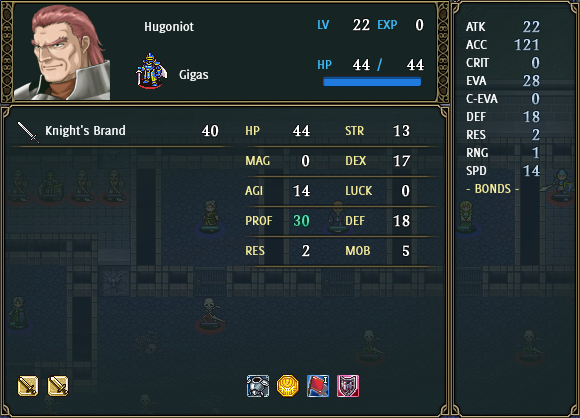 Hugoniot
LV 22 EXP 0
Gigas
HP 44 / 44
Knight's Brand 40
HP 44 STR 13
MAG 0 DEX 17
AGI 14 LUCK 0
PROF 30 DEF 18
RES 2 MOB 5
ATK 22
ACC 121
CRIT 0
EVA 28
C-EVA 0
DEF 18
RES 2
RNG 1
SPD 14
- BONDS -